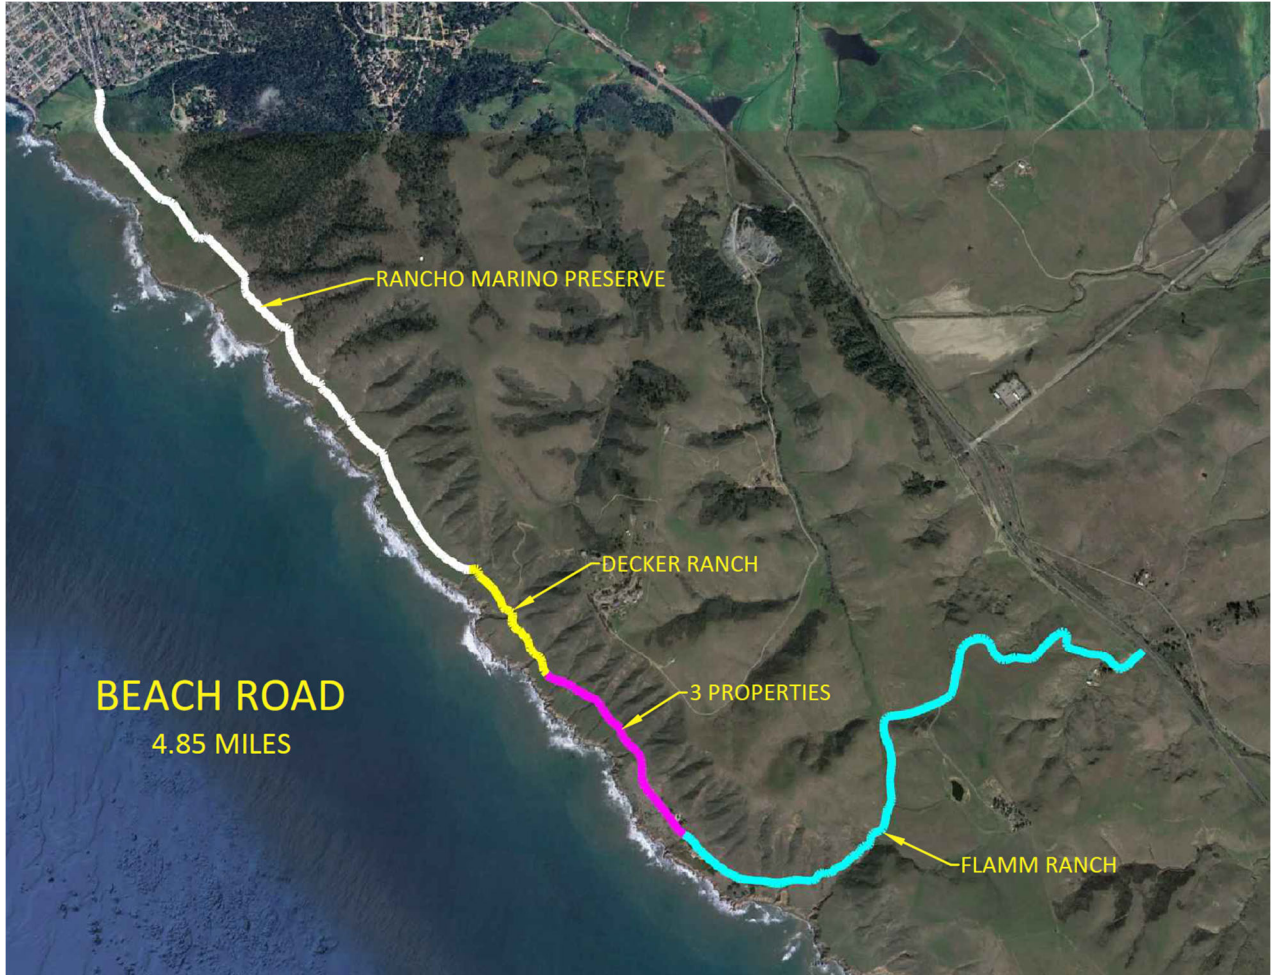 RANCHO MARINO PRESERVE
DECKER RANCH
3 PROPERTIES
BEACH ROAD
4.85 MILES
FLAMM RANCH